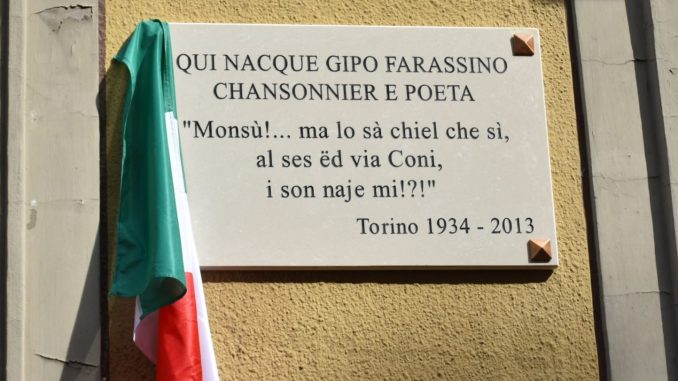 QUI NACQUE GIPO FARASSINO
CHANSONNIER E POETA
"Monsù!... ma lo sà chiel che sì,
al ses ëd via Coni,
i son naje mi!?!"
Torino 1934 - 2013